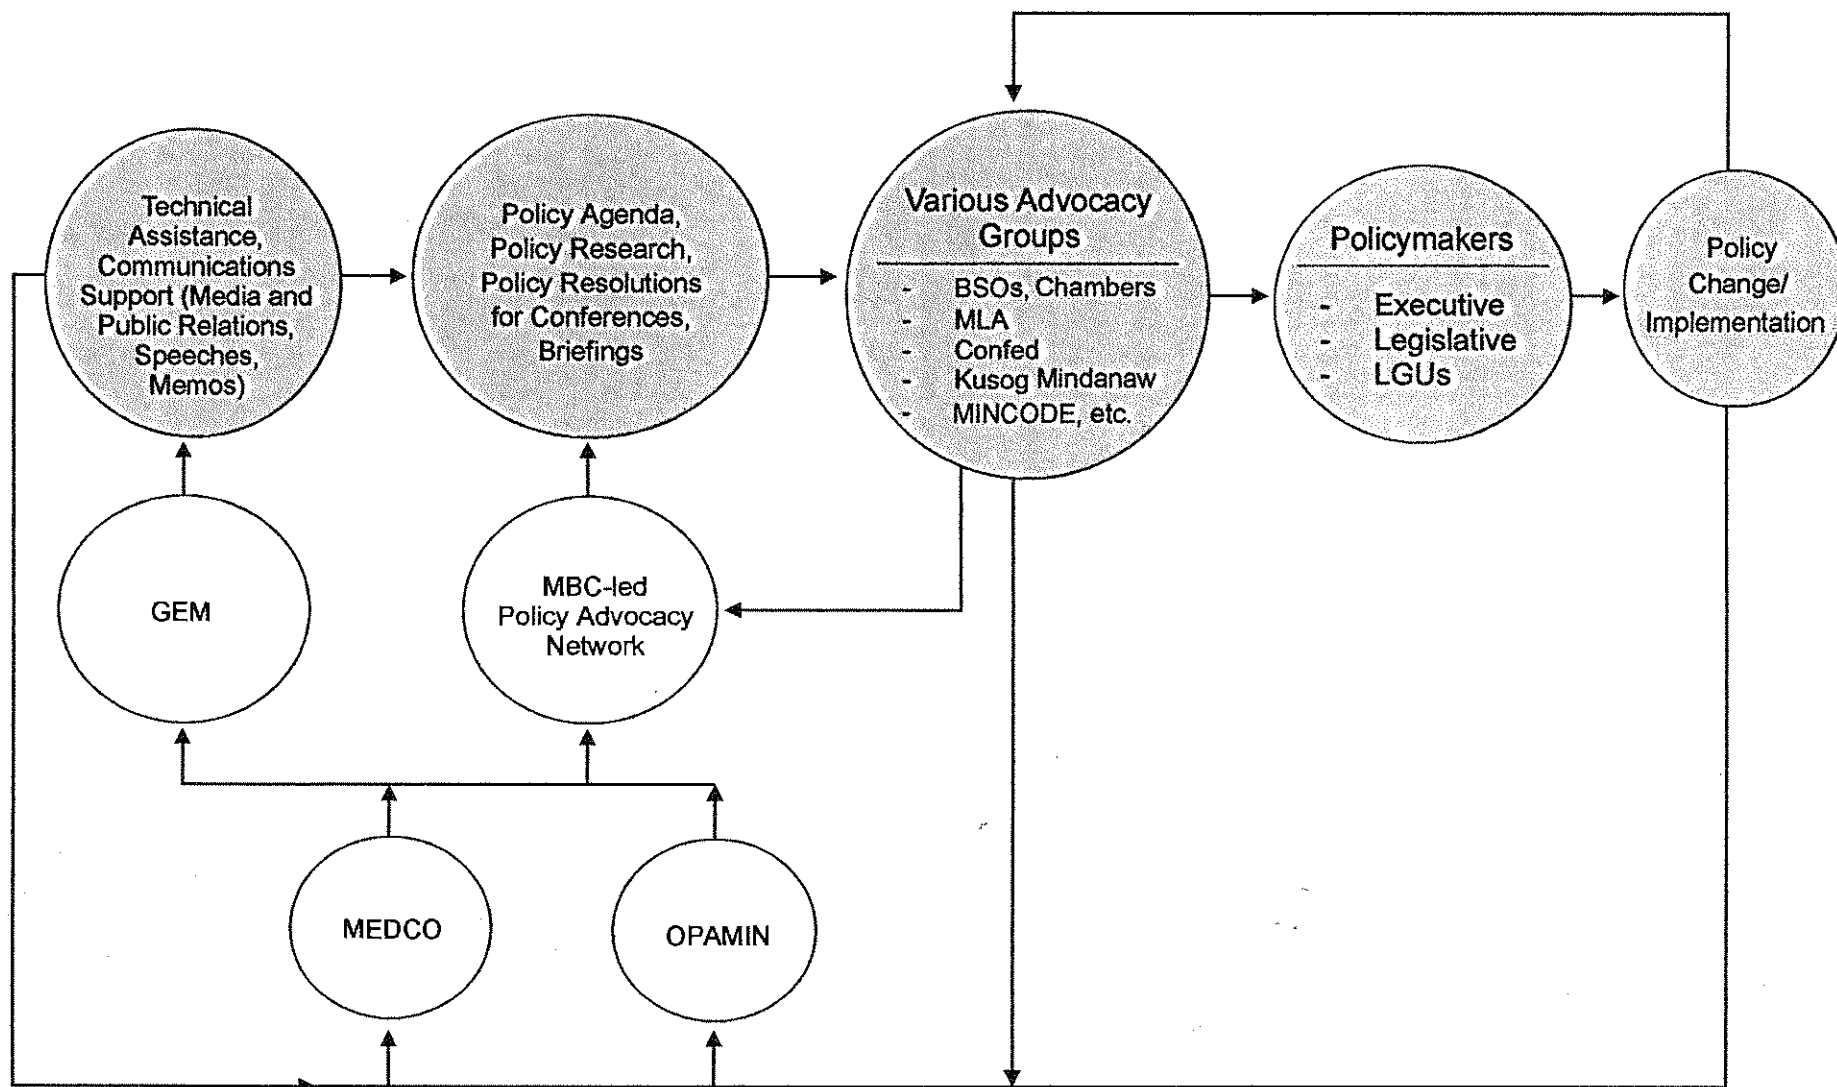 Technical
Assistance,
Communications
Support (Media and
Public Relations,
Speeches,
Memos)
Policy Agenda,
Policy Research,
Policy Resolutions
for Conferences,
Briefings
Various Advocacy
Groups
- BSOs, Chambers
- MLA
- Confed
- Kusog Mindanaw
- MINCODE, etc.
Policymakers
- Executive
- Legislative
- LGUs
Policy
Change/
Implementation
GEM
MBC-led
Policy Advocacy
Network
MEDCO
OPAMIN